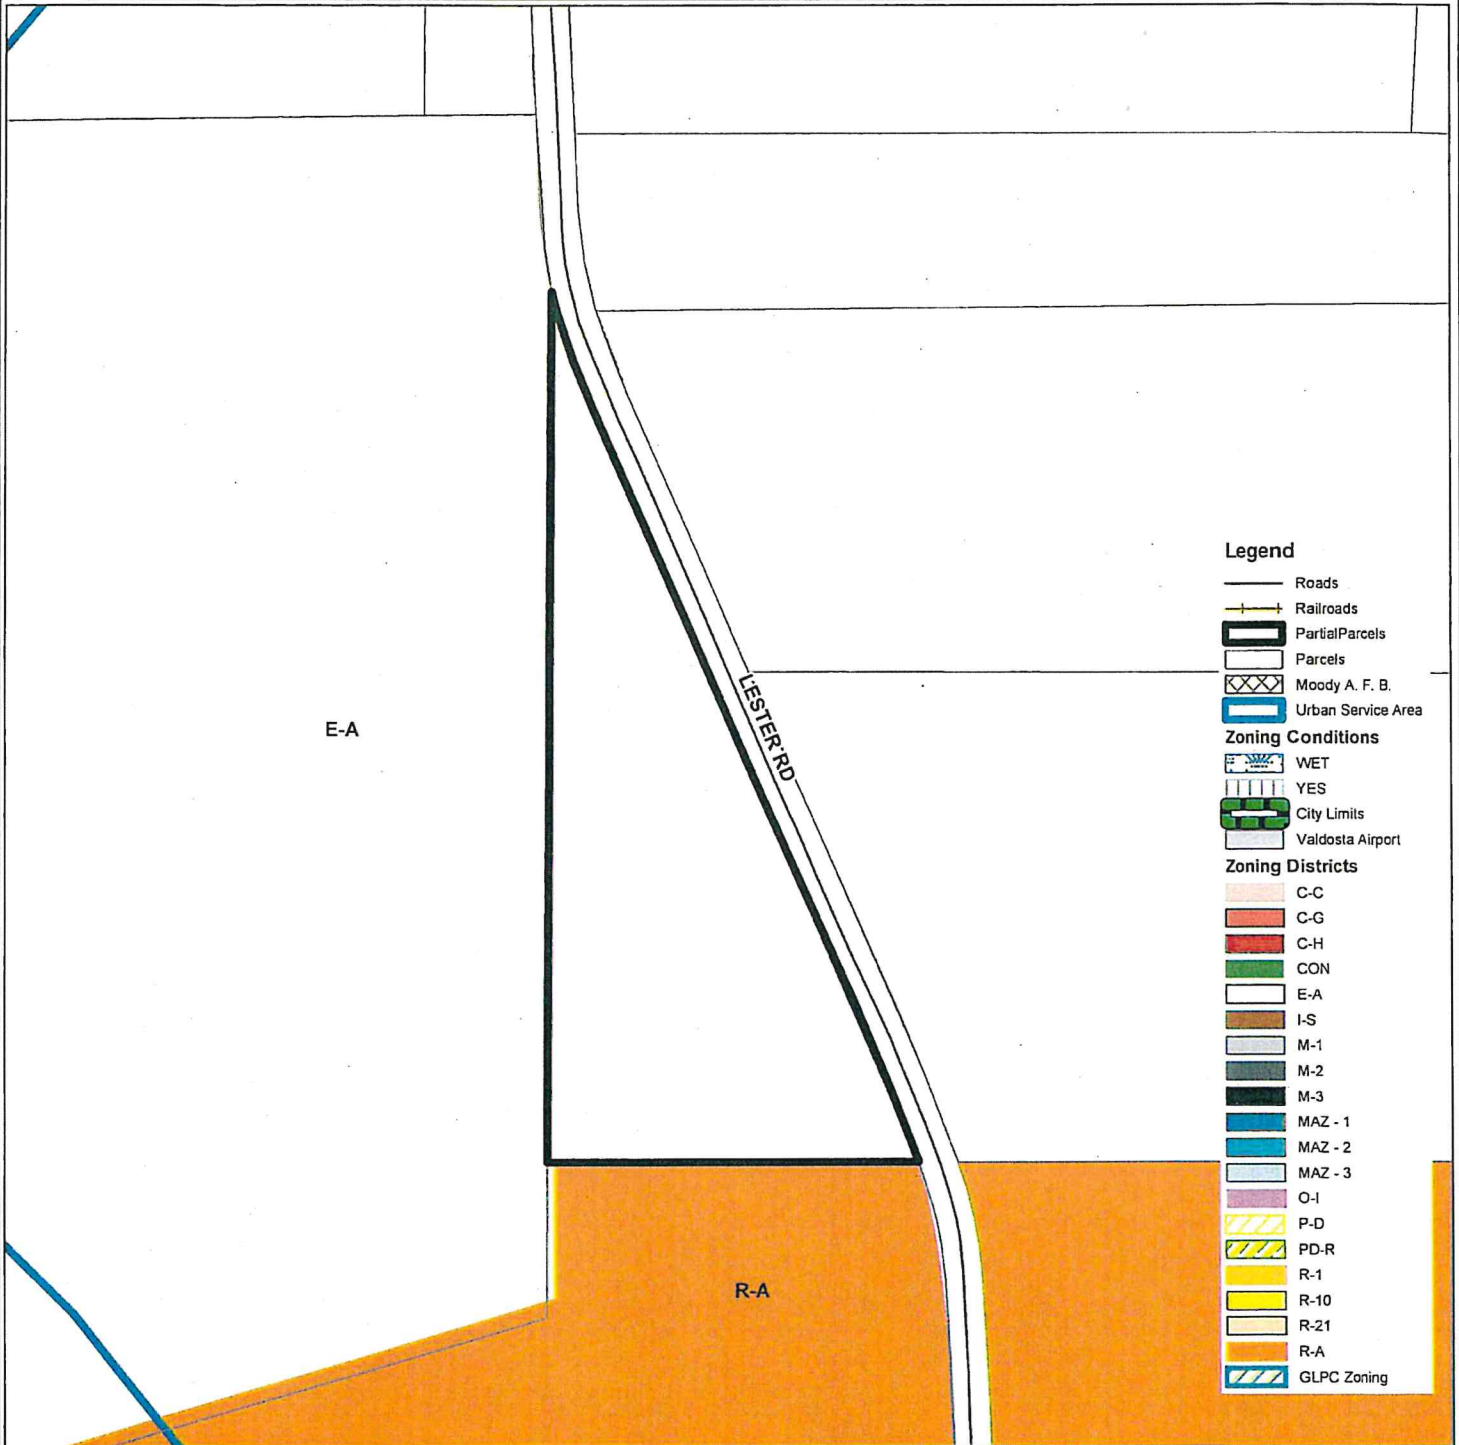 E-A
LESTER RD
R-A
Legend
Roads
Railroads
PartialParcels
Parcels
Moody A. F. B.
Urban Service Area
Zoning Conditions
WET
YES
City Limits
Valdosta Airport
Zoning Districts
C-C
C-G
C-H
CON
E-A
I-S
M-1
M-2
M-3
MAZ - 1
MAZ - 2
MAZ - 3
O-I
P-D
PD-R
R-1
R-10
R-21
R-A
GLPC Zoning